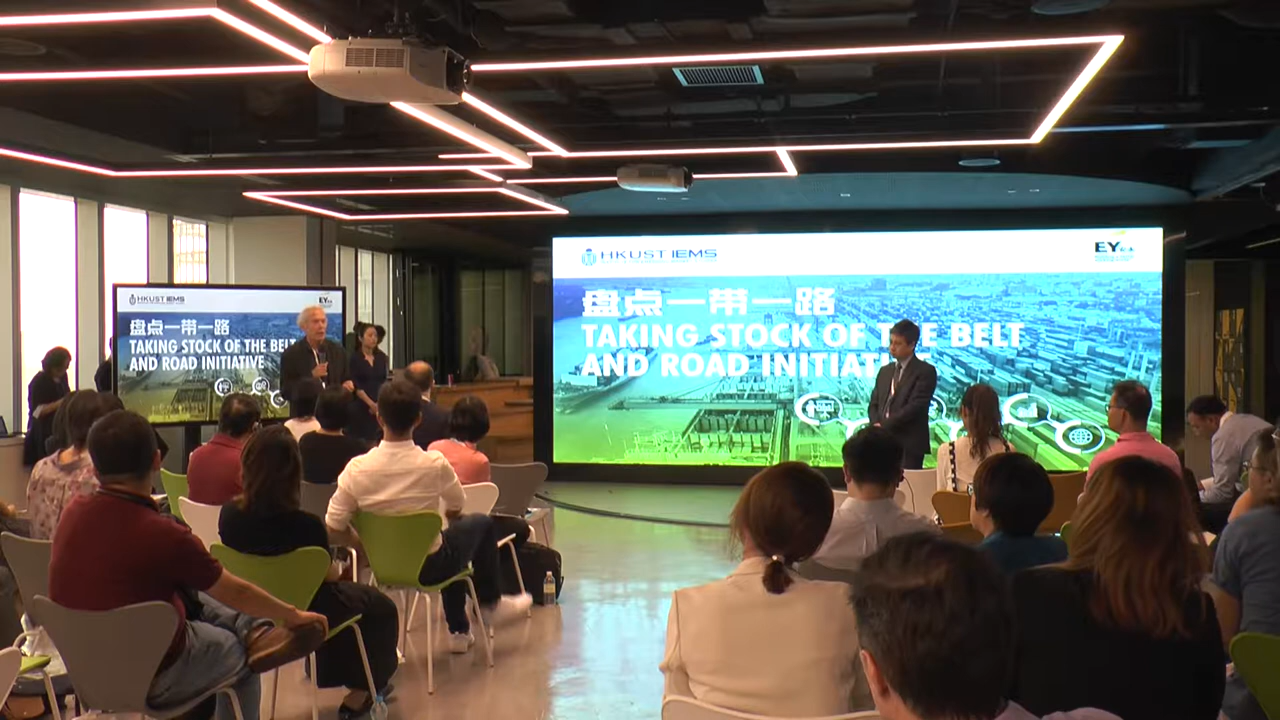 HKUST IEMS
EY
盘点一带一路
TAKING STOCK OF THE BELT
AND ROAD INITIATIVE
HKUST IEMS
EY
盘点一带一路
TAKING STOCK OF THE BELT
AND ROAD INITIAT